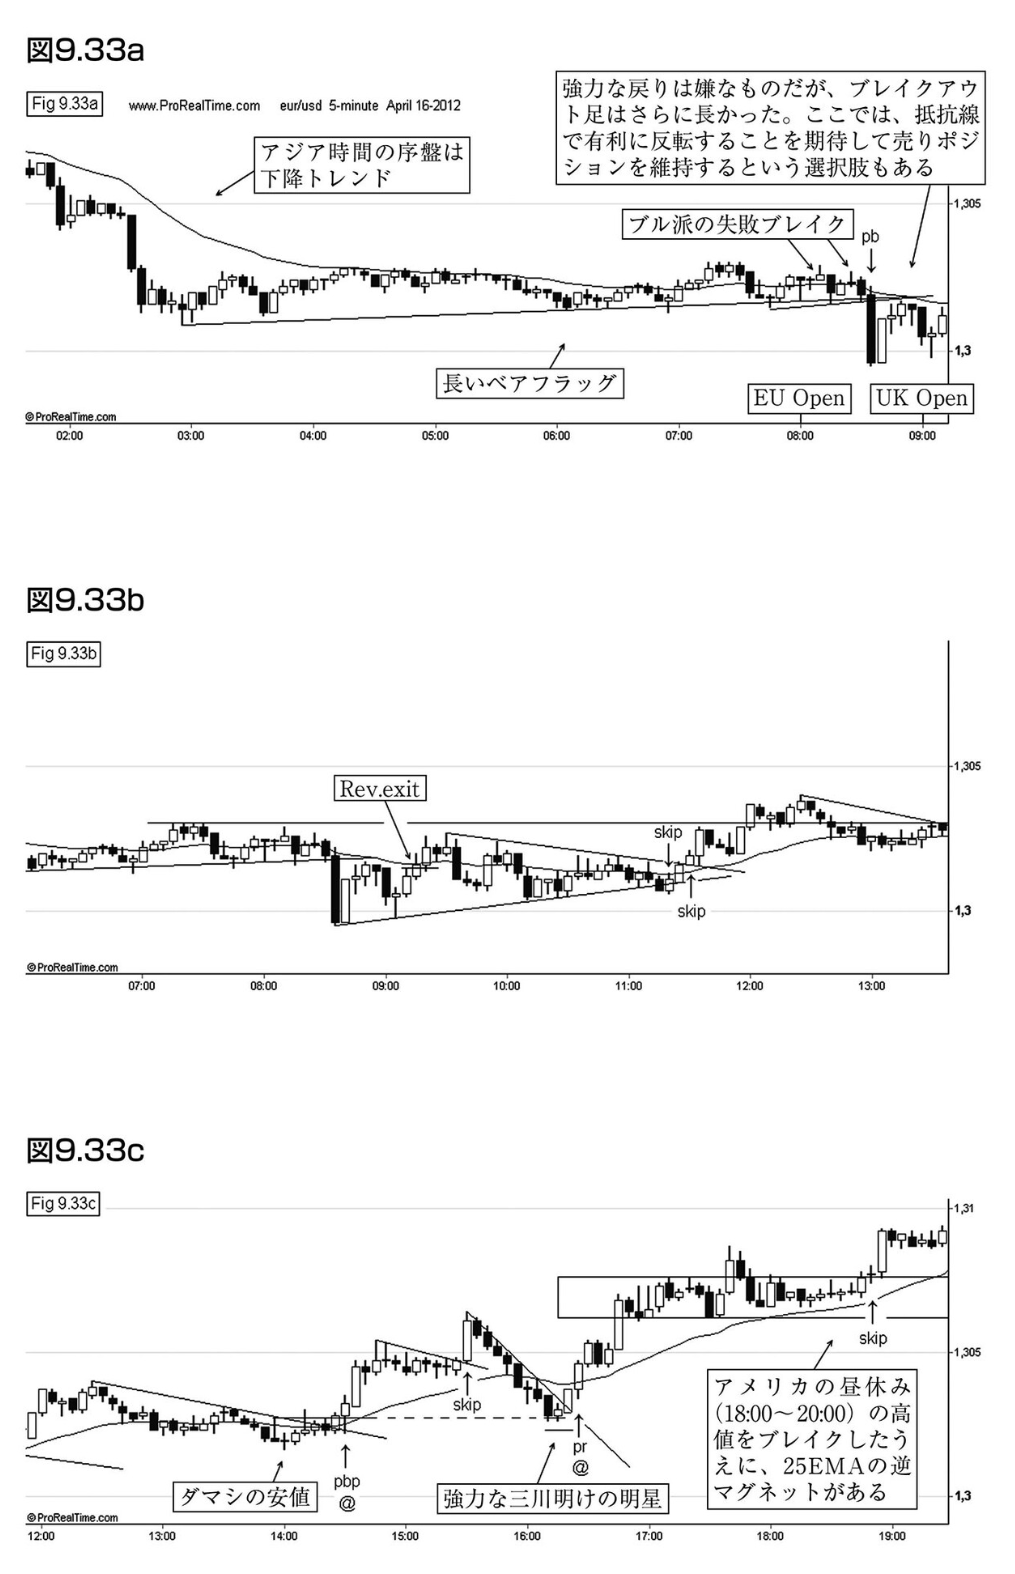 図9.33a
Fig 9.33a
www.ProRealTime.com eur/usd 5-minute April 16-2012
強力な戻りは嫌なものだが、ブレイクアウ
ト足はさらに長かった。ここでは、抵抗線
で有利に反転することを期待して売りポジ
ションを維持するという選択肢もある
アジア時間の序盤は
下降トレンド
1,305
ブル派の失敗ブレイク
pb
1,3
長いベアフラッグ
EU Open
UK Open
©ProRealTime.com
02:00 03:00 04:00 05:00 06:00 07:00 08:00 09:00
図9.33b
Fig 9.33b
1,305
Rev.exit
skip
1,3
skip
©ProRealTime.com
07:00 08:00 09:00 10:00 11:00 12:00 13:00
図9.33c
Fig 9.33c
1,31
skip
1,305
skip
アメリカの昼休み
（18:00〜20:00）の高
値をブレイクしたう
えに、25EMAの逆
マグネットがある
pr
@
pbp
@
ダマシの安値
強力な三川明けの明星
1,3
©ProRealTime.com
12:00 13:00 14:00 15:00 16:00 17:00 18:00 19:00